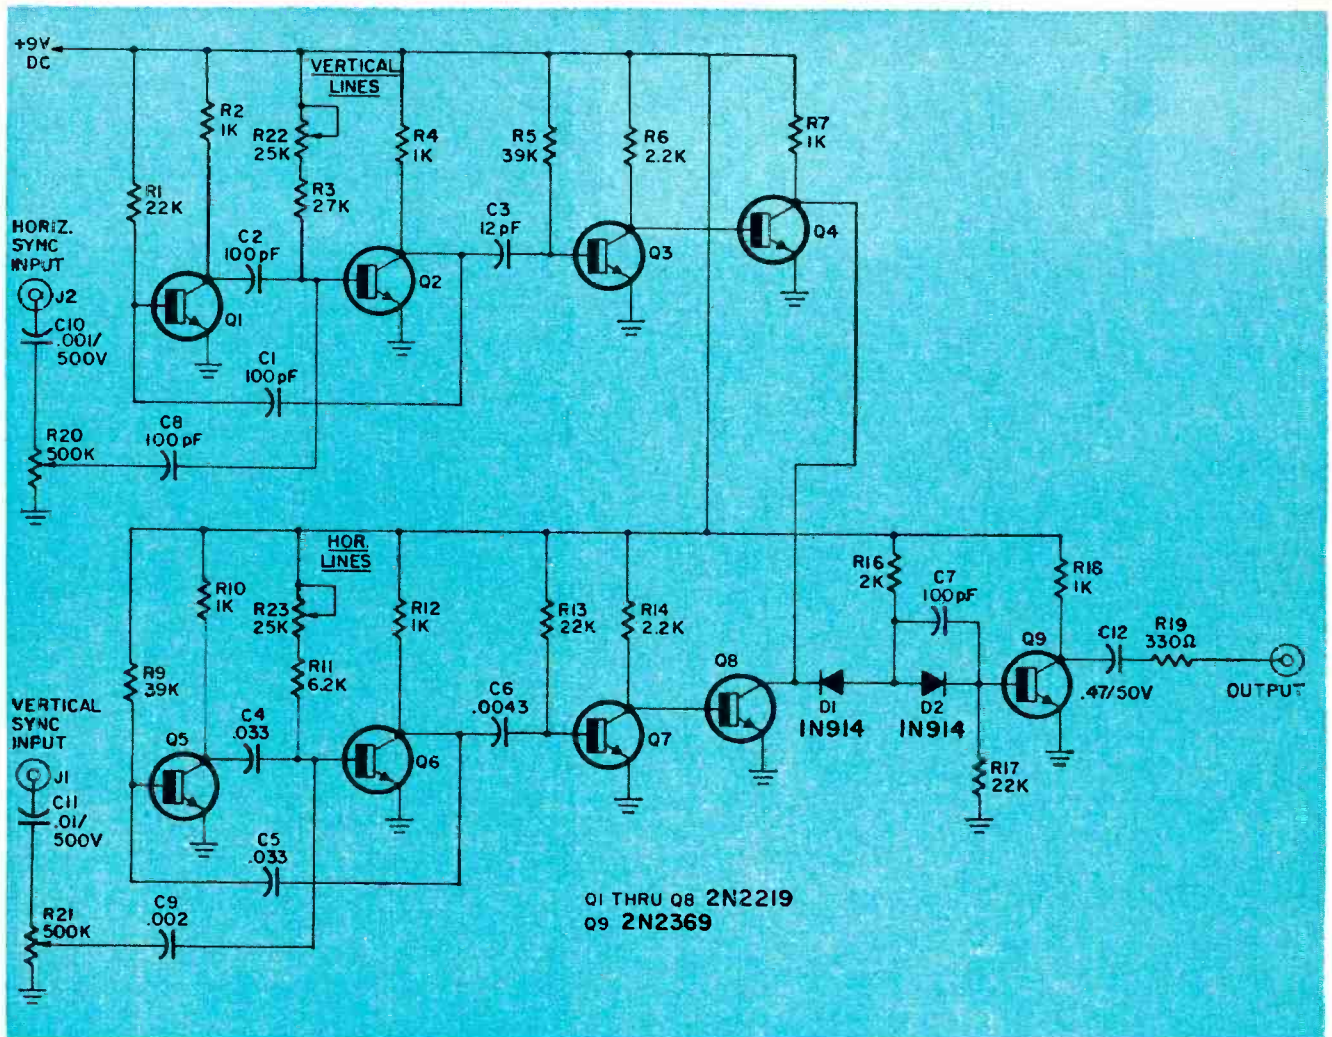 +9V
DC
VERTICAL
LINES
R2
1K
R22
25K
R4
1K
R5
39K
R6
2.2K
R7
1K
R1
22K
R3
27K
HORIZ.
SYNC
INPUT
J2
C2
100pF
C3
12pF
Q1
Q2
Q3
Q4
C10
.001/
500V
C1
100pF
R20
500K
C8
100pF
HOR.
LINES
R10
1K
R23
25K
R12
1K
R13
22K
R14
2.2K
R16
2K
C7
100pF
R18
1K
R9
39K
R11
6.2K
Q8
Q9
C12
.47/50V
R19
330Ω
OUTPUT
VERTICAL
SYNC
INPUT
J1
Q5
C4
.033
Q6
C6
.0043
Q7
D1
1N914
D2
1N914
R17
22K
C11
.01/
500V
C5
.033
R21
500K
C9
.002
Q1 THRU Q8 2N2219
Q9 2N2369